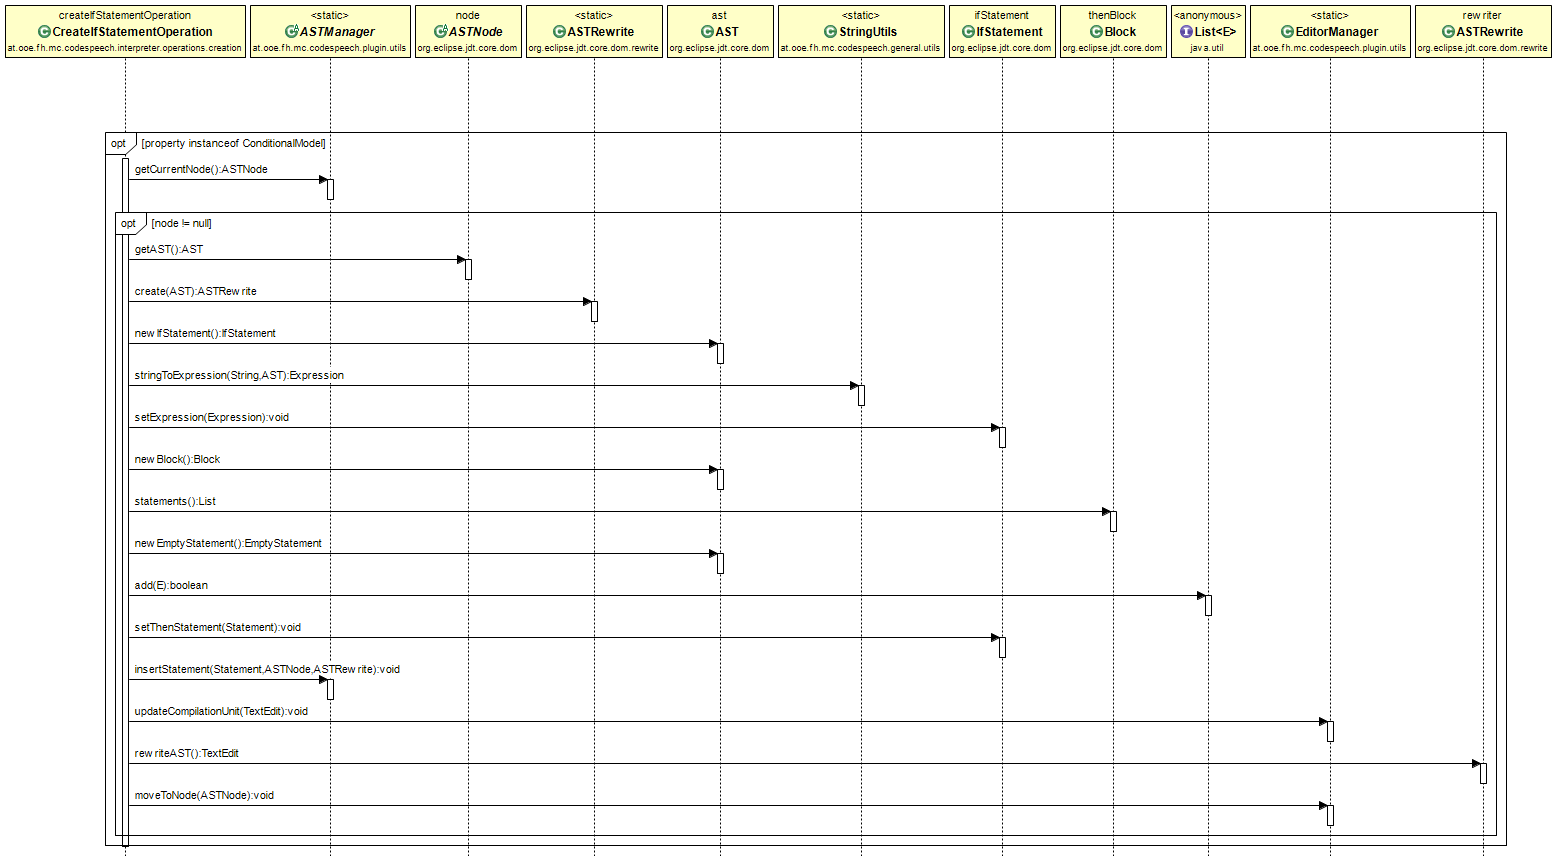 createIfStatementOperation
CreateIfStatementOperation
at.ooe.fh.mc.codespeech.interpreter.operations.creation
<static>
ASTManager
at.ooe.fh.mc.codespeech.plugin.utils
node
ASTNode
org.eclipse.jdt.core.dom
<static>
ASTRewrite
org.eclipse.jdt.core.dom.rewrite
ast
AST
org.eclipse.jdt.core.dom
<static>
StringUtils
at.ooe.fh.mc.codespeech.general.utils
ifStatement
IfStatement
org.eclipse.jdt.core.dom
thenBlock
Block
org.eclipse.jdt.core.dom
<anonymous>
List<E>
java.util
<static>
EditorManager
at.ooe.fh.mc.codespeech.plugin.utils
rewriter
ASTRewrite
org.eclipse.jdt.core.dom.rewrite
opt [property instanceof ConditionalModel]
getCurrentNode():ASTNode
opt [node != null]
getAST():AST
create(AST):ASTRewrite
new IfStatement():IfStatement
stringToExpression(String,AST):Expression
setExpression(Expression):void
new Block():Block
statements():List
new EmptyStatement():EmptyStatement
add(E):boolean
setThenStatement(Statement):void
insertStatement(Statement,ASTNode,ASTRewrite):void
updateCompilationUnit(TextEdit):void
rewriteAST():TextEdit
moveToNode(ASTNode):void